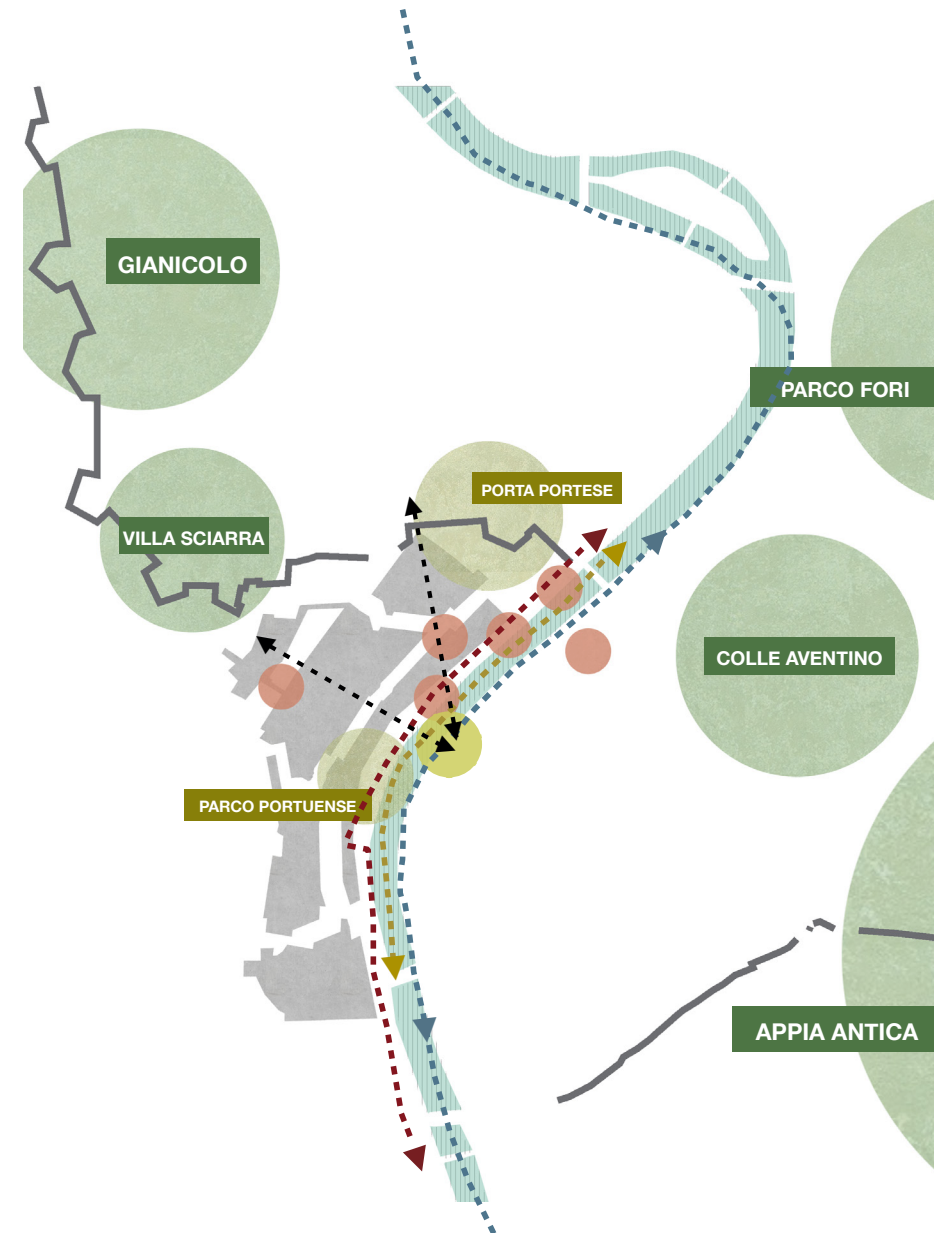 GIANICOLO
PARCO FORI
PORTA PORTESE
VILLA SCIARRA
COLLE AVENTINO
PARCO PORTUENSE
APPIA ANTICA